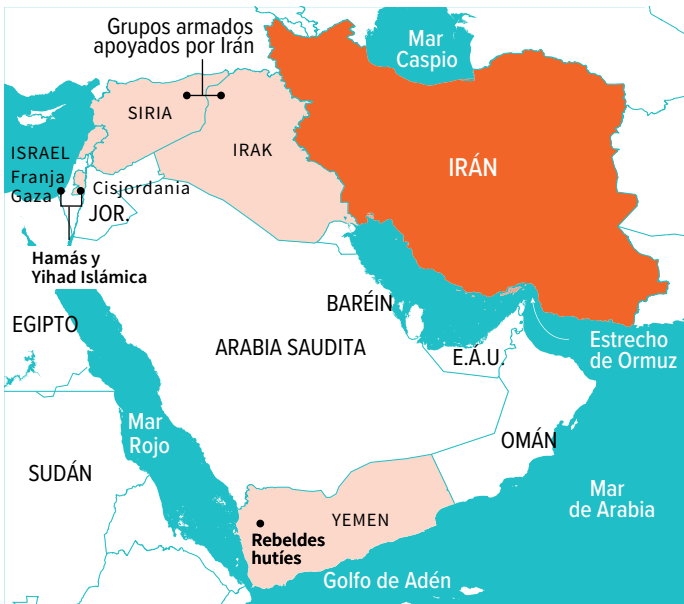 Grupos armados
apoyados por Irán
Mar
Caspio
SIRIA
IRAK
IRÁN
ISRAEL
Franja
Gaza
Cisjordania
JOR.
Hamás y
Yihad Islámica
BARÉIN
EGIPTO
ARABIA SAUDITA
E.Á.U.
Estrecho
de Ormuz
Mar
Rojo
OMÁN
SUDÁN
Mar
de Arabia
YEMEN
Rebeldes
hutíes
Golfo de Adén